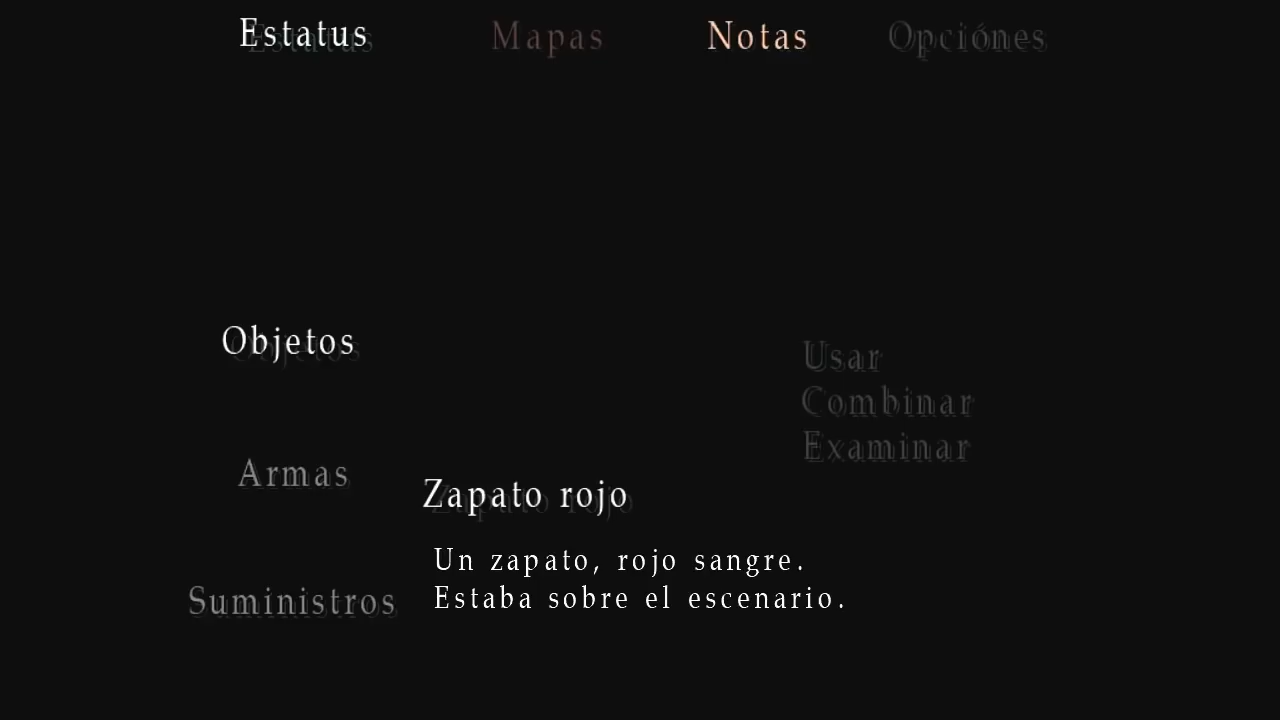 Estatus Mapas Notas Opciónes
Objetos
Usar
Combinar
Examinar
Armas
Zapato rojo
Un zapato, rojo sangre.
Estaba sobre el escenario.
Suministros